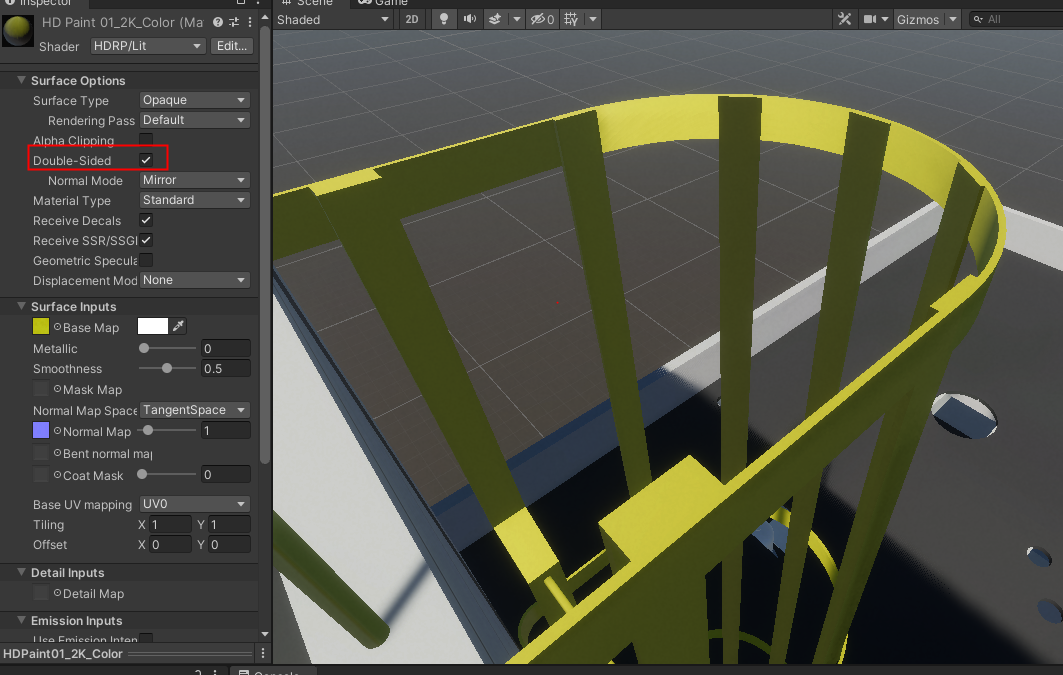 Inspector
Scene
Game
HD Paint 01_2K_Color (Mat
Shader HDRP/Lit Edit...
Shaded 2D 0 Gizmos All
Surface Options
Surface Type Opaque
Rendering Pass Default
Alpha Clipping
Double-Sided
Normal Mode Mirror
Material Type Standard
Receive Decals
Receive SSR/SSGI
Geometric Specula
Displacement Mod None
Surface Inputs
Base Map
Metallic 0
Smoothness 0.5
Mask Map
Normal Map Space TangentSpace
Normal Map 1
Bent normal map
Coat Mask 0
Base UV mapping UV0
Tiling X 1 Y 1
Offset X 0 Y 0
Detail Inputs
Detail Map
Emission Inputs
Use Emission Inten
HDPaint01_2K_Color
Console